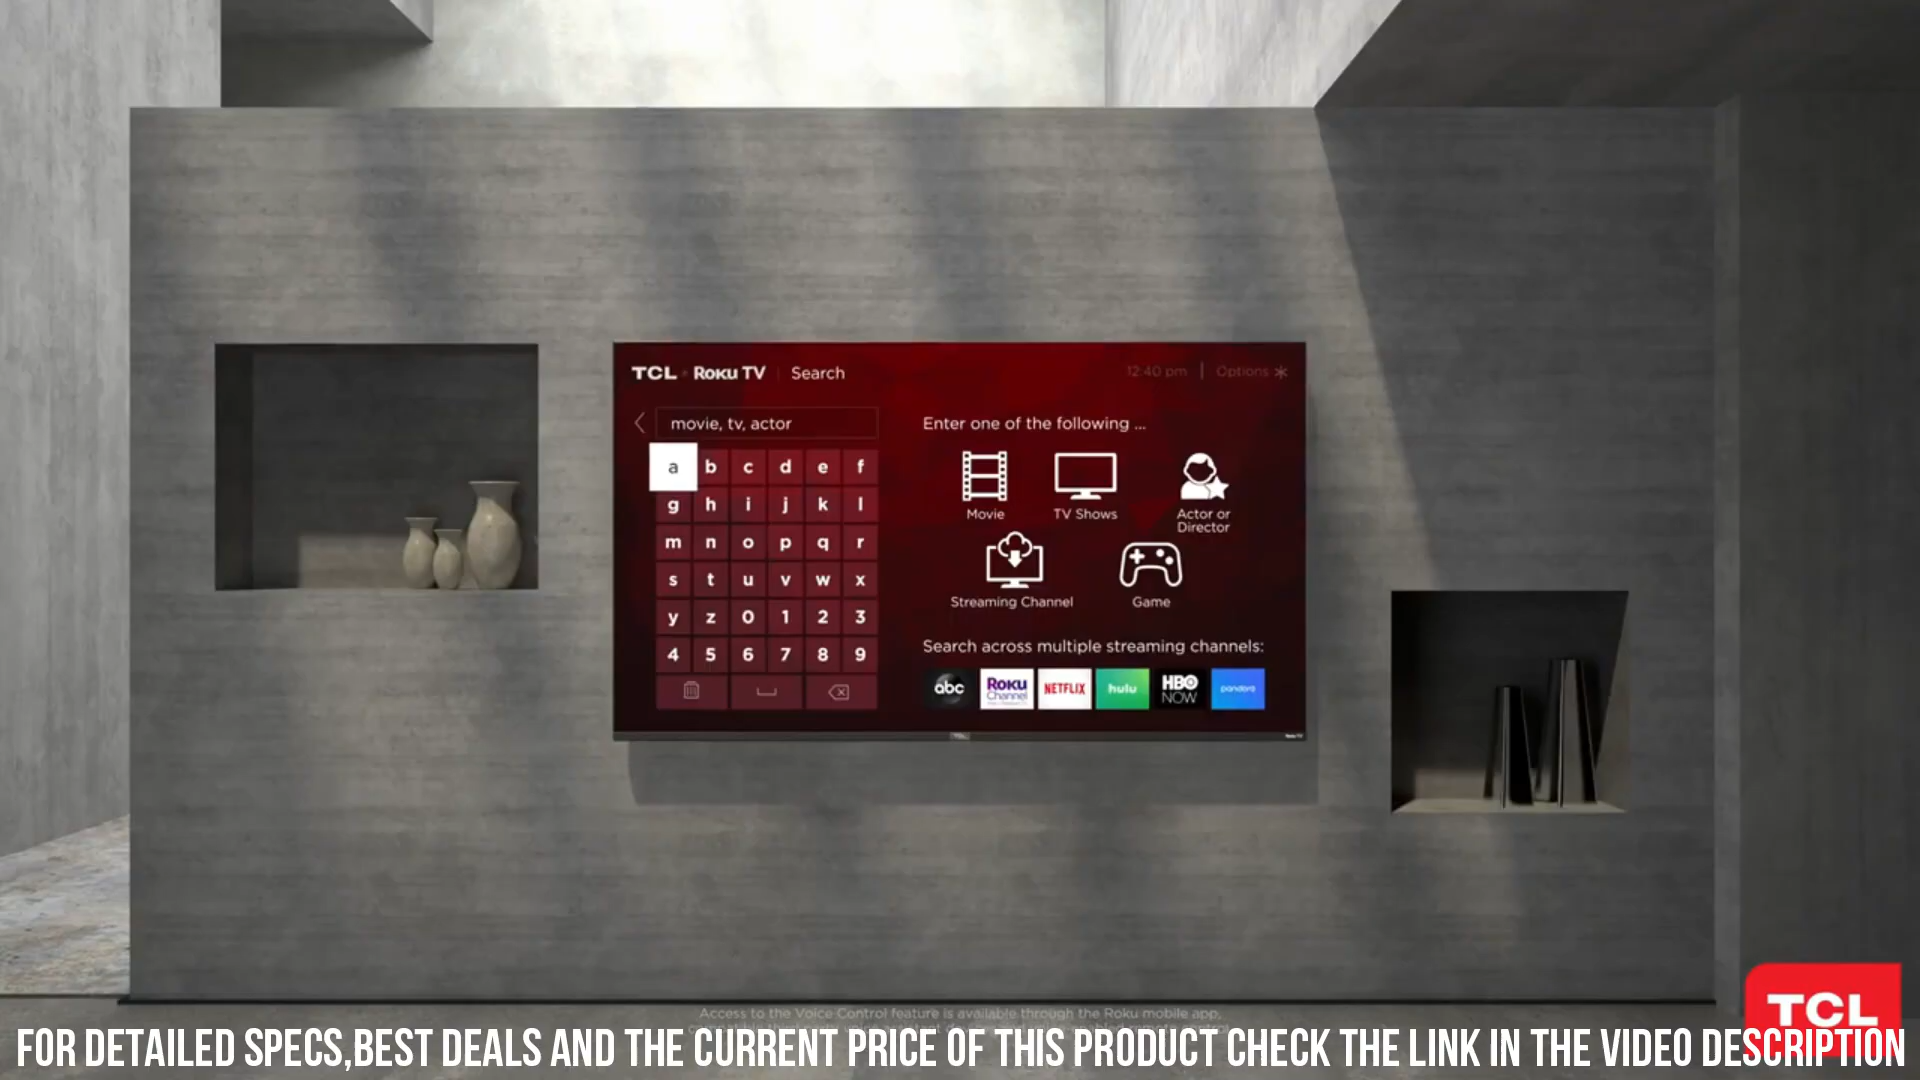 TCL Roku TV | Search
12:40 pm | Options
movie, tv, actor
Enter one of the following ...
a b c d e f
g h i j k l
m n o p q r
s t u v w x
y z 0 1 2 3
4 5 6 7 8 9
Movie
TV Shows
Actor or
Director
Streaming Channel
Game
Search across multiple streaming channels:
abc
Roku
Channel
NETFLIX
hulu
HBO
NOW
pandora
TCL
Roku TV
Access to the Voice Control feature is available through the Roku mobile app,
TCL
FOR DETAILED SPECS,BEST DEALS AND THE CURRENT PRICE OF THIS PRODUCT CHECK THE LINK IN THE VIDEO DESCRIPTION